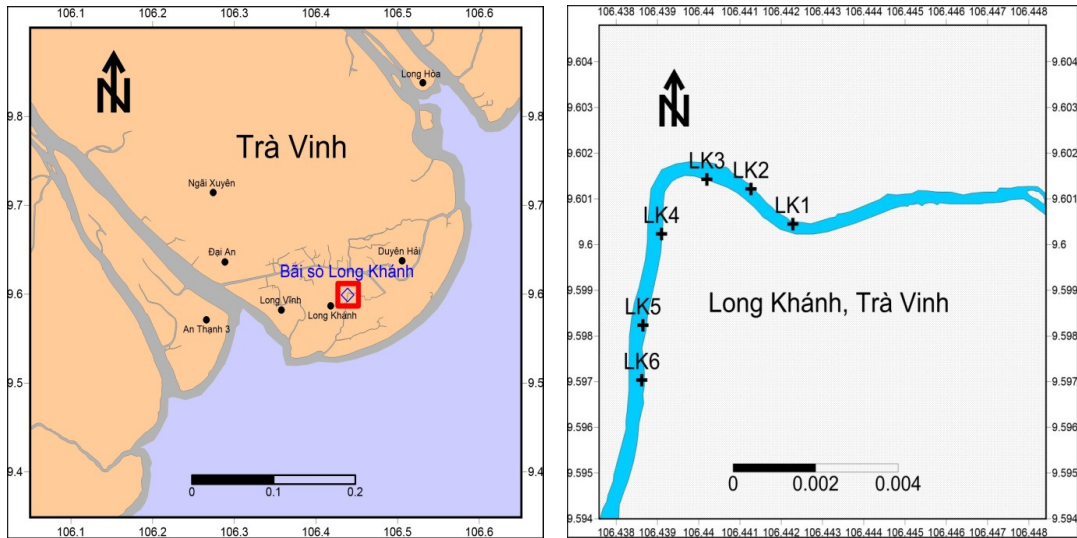 106.1 106.2 106.3 106.4 106.5 106.6
9.8 9.8
9.7 9.7
9.6 9.6
9.5 9.5
9.4 9.4
N
Long Hòa
Trà Vinh
Ngãi Xuyên
Đại An
Duyên Hải
Bãi sò Long Khánh
Long Vĩnh
Long Khánh
An Thạnh 3
0 0.1 0.2
106.1 106.2 106.3 106.4 106.5 106.6
106.438 106.439 106.44 106.441 106.442 106.443 106.444 106.445 106.446 106.447 106.448
9.604 9.604
9.603 9.603
9.602 9.602
9.601 9.601
9.6 9.6
9.599 9.599
9.598 9.598
9.597 9.597
9.596 9.596
9.595 9.595
9.594 9.594
N
LK3
LK2
LK1
LK4
Long Khánh, Trà Vinh
LK5
LK6
0 0.002 0.004
106.438 106.439 106.44 106.441 106.442 106.443 106.444 106.445 106.446 106.447 106.448